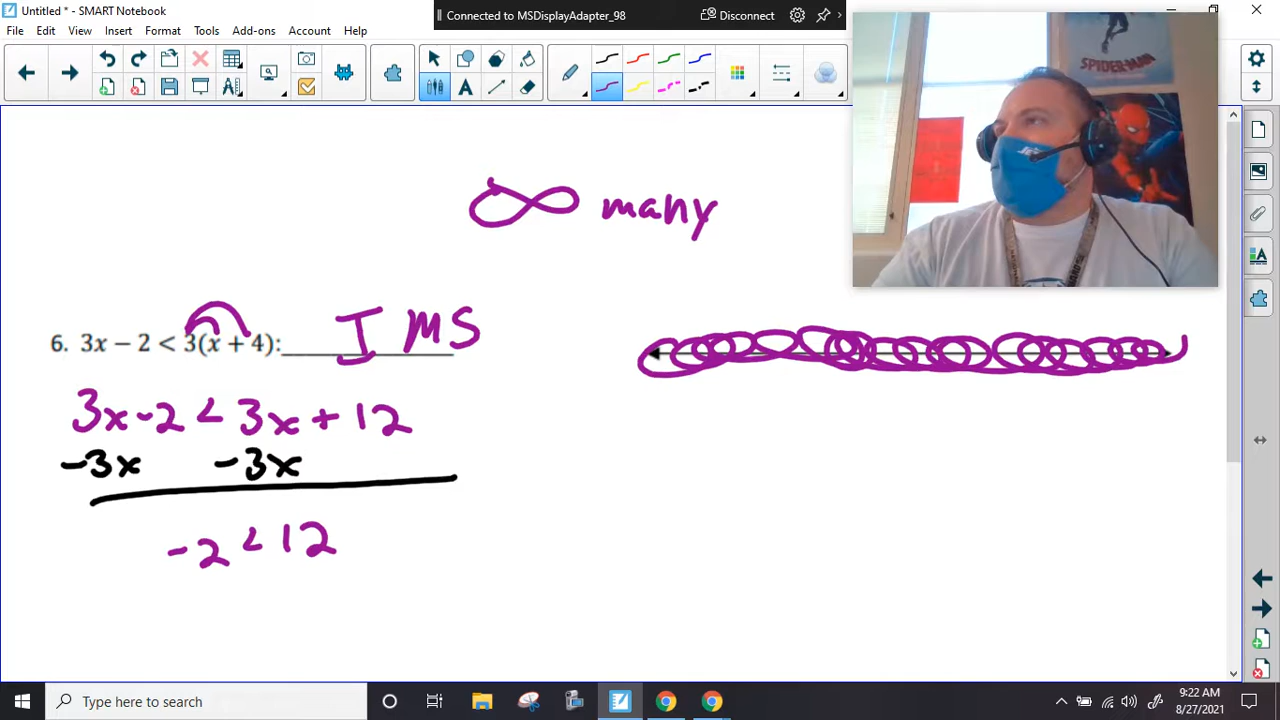 Untitled * - SMART Notebook
Connected to MSDisplayAdapter_98
Disconnect
File Edit View Insert Format Tools Add-ons Account Help
SPIDER-MAN
∞ many
6. 3x − 2 < 3(x + 4):____ I MS
3x - 2 < 3x + 12
-3x -3x
-2 < 12
Type here to search
9:22 AM
8/27/2021